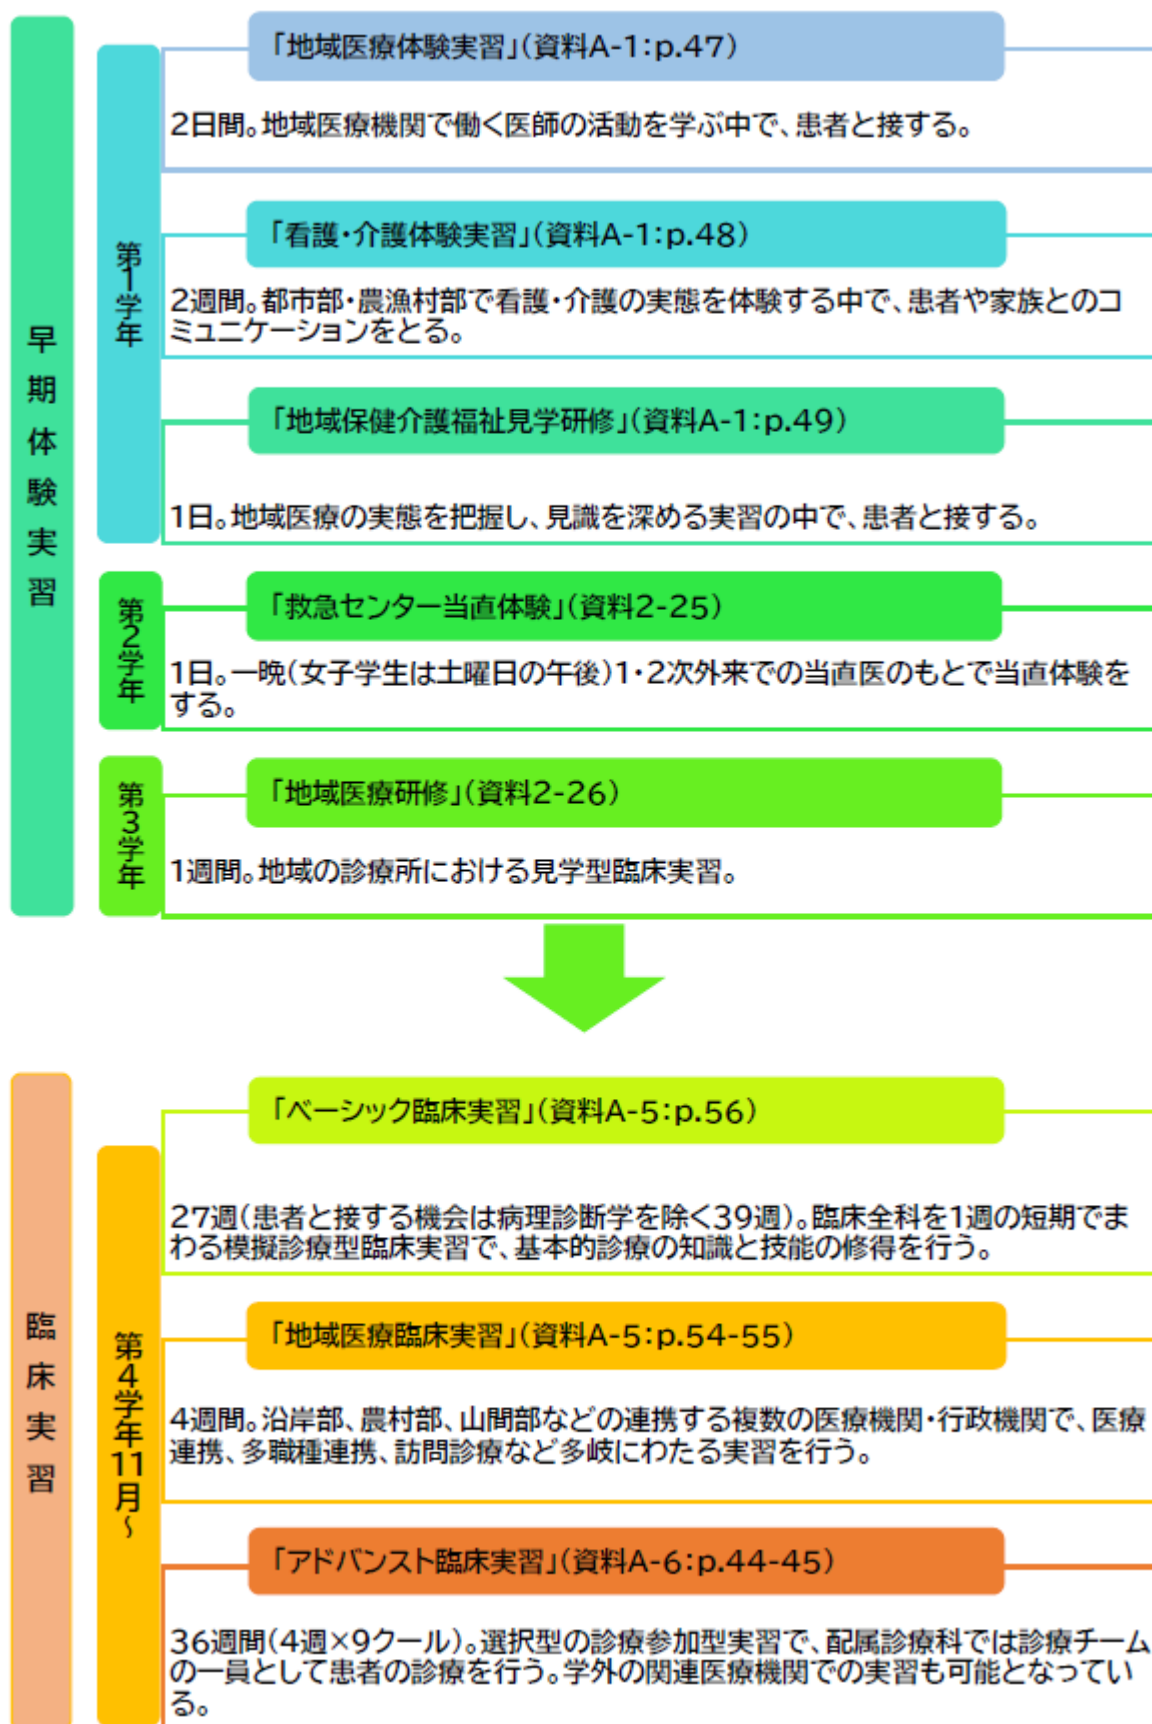 早期体験実習
第1学年
「地域医療体験実習」(資料A-1:p.47)
2日間。地域医療機関で働く医師の活動を学ぶ中で、患者と接する。
「看護・介護体験実習」(資料A-1:p.48)
2週間。都市部・農漁村部で看護・介護の実態を体験する中で、患者や家族とのコ
ミュニケーションをとる。
「地域保健介護福祉見学研修」(資料A-1:p.49)
1日。地域医療の実態を把握し、見識を深める実習の中で、患者と接する。
第2学年
「救急センター当直体験」(資料2-25)
1日。一晩(女子学生は土曜日の午後)1・2次外来での当直医のもとで当直体験を
する。
第3学年
「地域医療研修」(資料2-26)
1週間。地域の診療所における見学型臨床実習。
臨床実習
第4学年11月~
「ベーシック臨床実習」(資料A-5:p.56)
27週(患者と接する機会は病理診断学を除く39週)。臨床全科を1週の短期でま
わる模擬診療型臨床実習で、基本的診療の知識と技能の修得を行う。
「地域医療臨床実習」(資料A-5:p.54-55)
4週間。沿岸部、農村部、山間部などの連携する複数の医療機関・行政機関で、医療
連携、多職種連携、訪問診療など多岐にわたる実習を行う。
「アドバンスト臨床実習」(資料A-6:p.44-45)
36週間(4週×9クール)。選択型の診療参加型実習で、配属診療科では診療チーム
の一員として患者の診療を行う。学外の関連医療機関での実習も可能となってい
る。